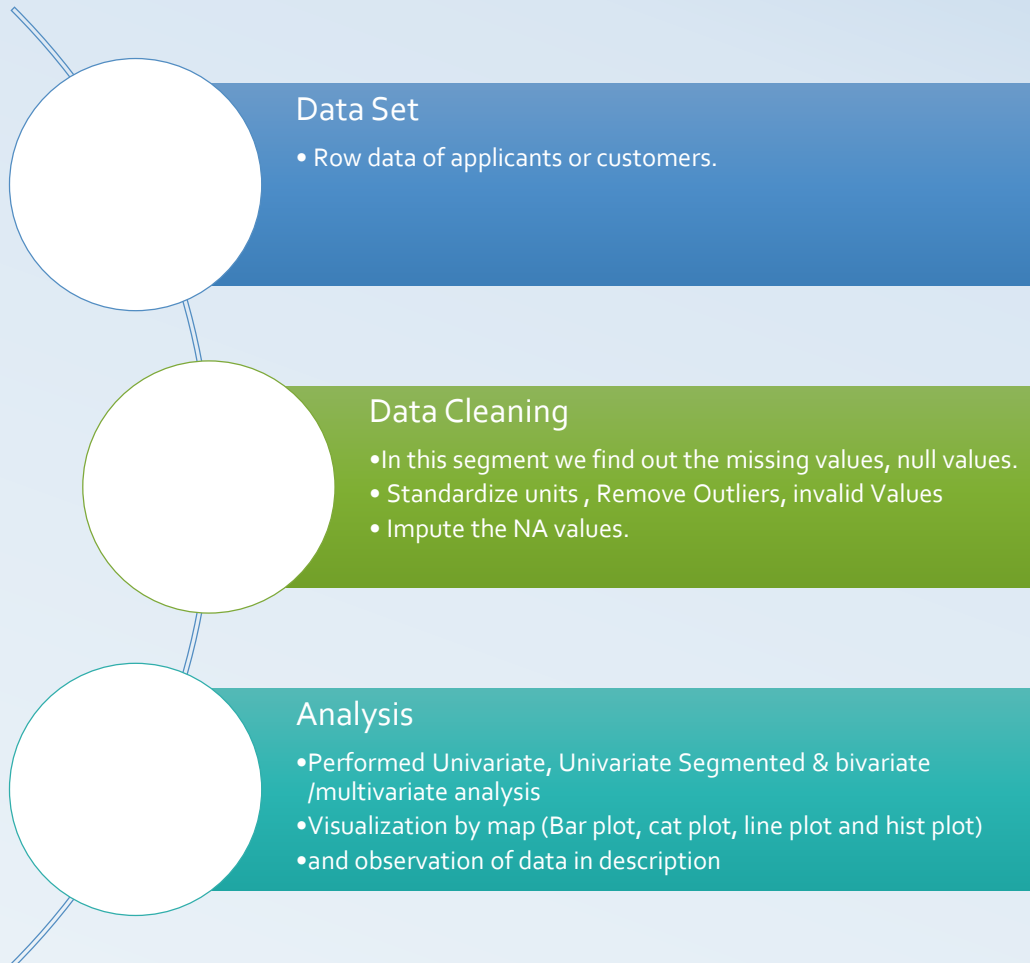 Data Set
• Row data of applicants or customers.
Data Cleaning
•In this segment we find out the missing values, null values.
• Standardize units , Remove Outliers, invalid Values
• Impute the NA values.
Analysis
•Performed Univariate, Univariate Segmented & bivariate
/multivariate analysis
•Visualization by map (Bar plot, cat plot, line plot and hist plot)
•and observation of data in description